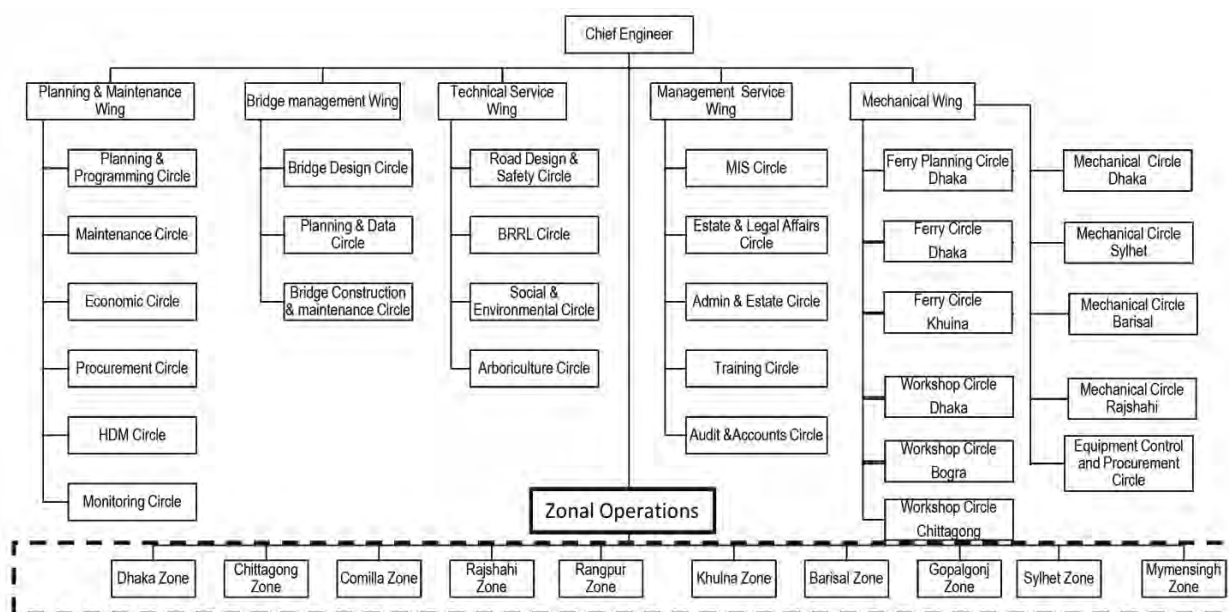 Chief Engineer
Planning & Maintenance
Wing
Bridge management Wing
Technical Service
Wing
Management Service
Wing
Mechanical Wing
Planning &
Programming Circle
Maintenance Circle
Economic Circle
Procurement Circle
HDM Circle
Monitoring Circle
Bridge Design Circle
Planning & Data
Circle
Bridge Construction
& maintenance Circle
Road Design &
Safety Circle
BRRL Circle
Social &
Environmental Circle
Arboriculture Circle
MIS Circle
Estate & Legal Affairs
Circle
Admin & Estate Circle
Training Circle
Audit &Accounts Circle
Ferry Planning Circle
Dhaka
Ferry Circle
Dhaka
Ferry Circle
Khuina
Workshop Circle
Dhaka
Workshop Circle
Bogra
Workshop Circle
Chittagong
Mechanical Circle
Dhaka
Mechanical Circle
Sylhet
Mechanical Circle
Barisal
Mechanical Circle
Rajshahi
Equipment Control
and Procurement
Circle
Zonal Operations
Dhaka Zone
Chittagong
Zone
Comilla Zone
Rajshahi
Zone
Rangpur
Zone
Khulna Zone
Barisal Zone
Gopalgonj
Zone
Sylhet Zone
Mymensingh
Zone